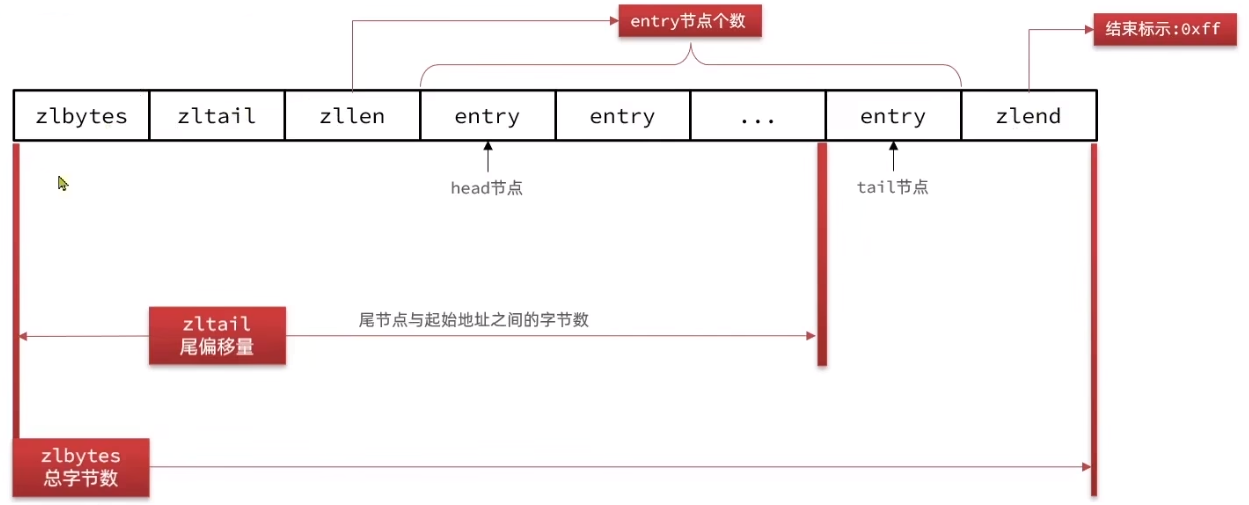 entry节点个数
结束标示:0xff
zlbytes zltail zllen entry entry ... entry zlend
head节点
tail节点
zltail
尾偏移量
尾节点与起始地址之间的字节数
zlbytes
总字节数